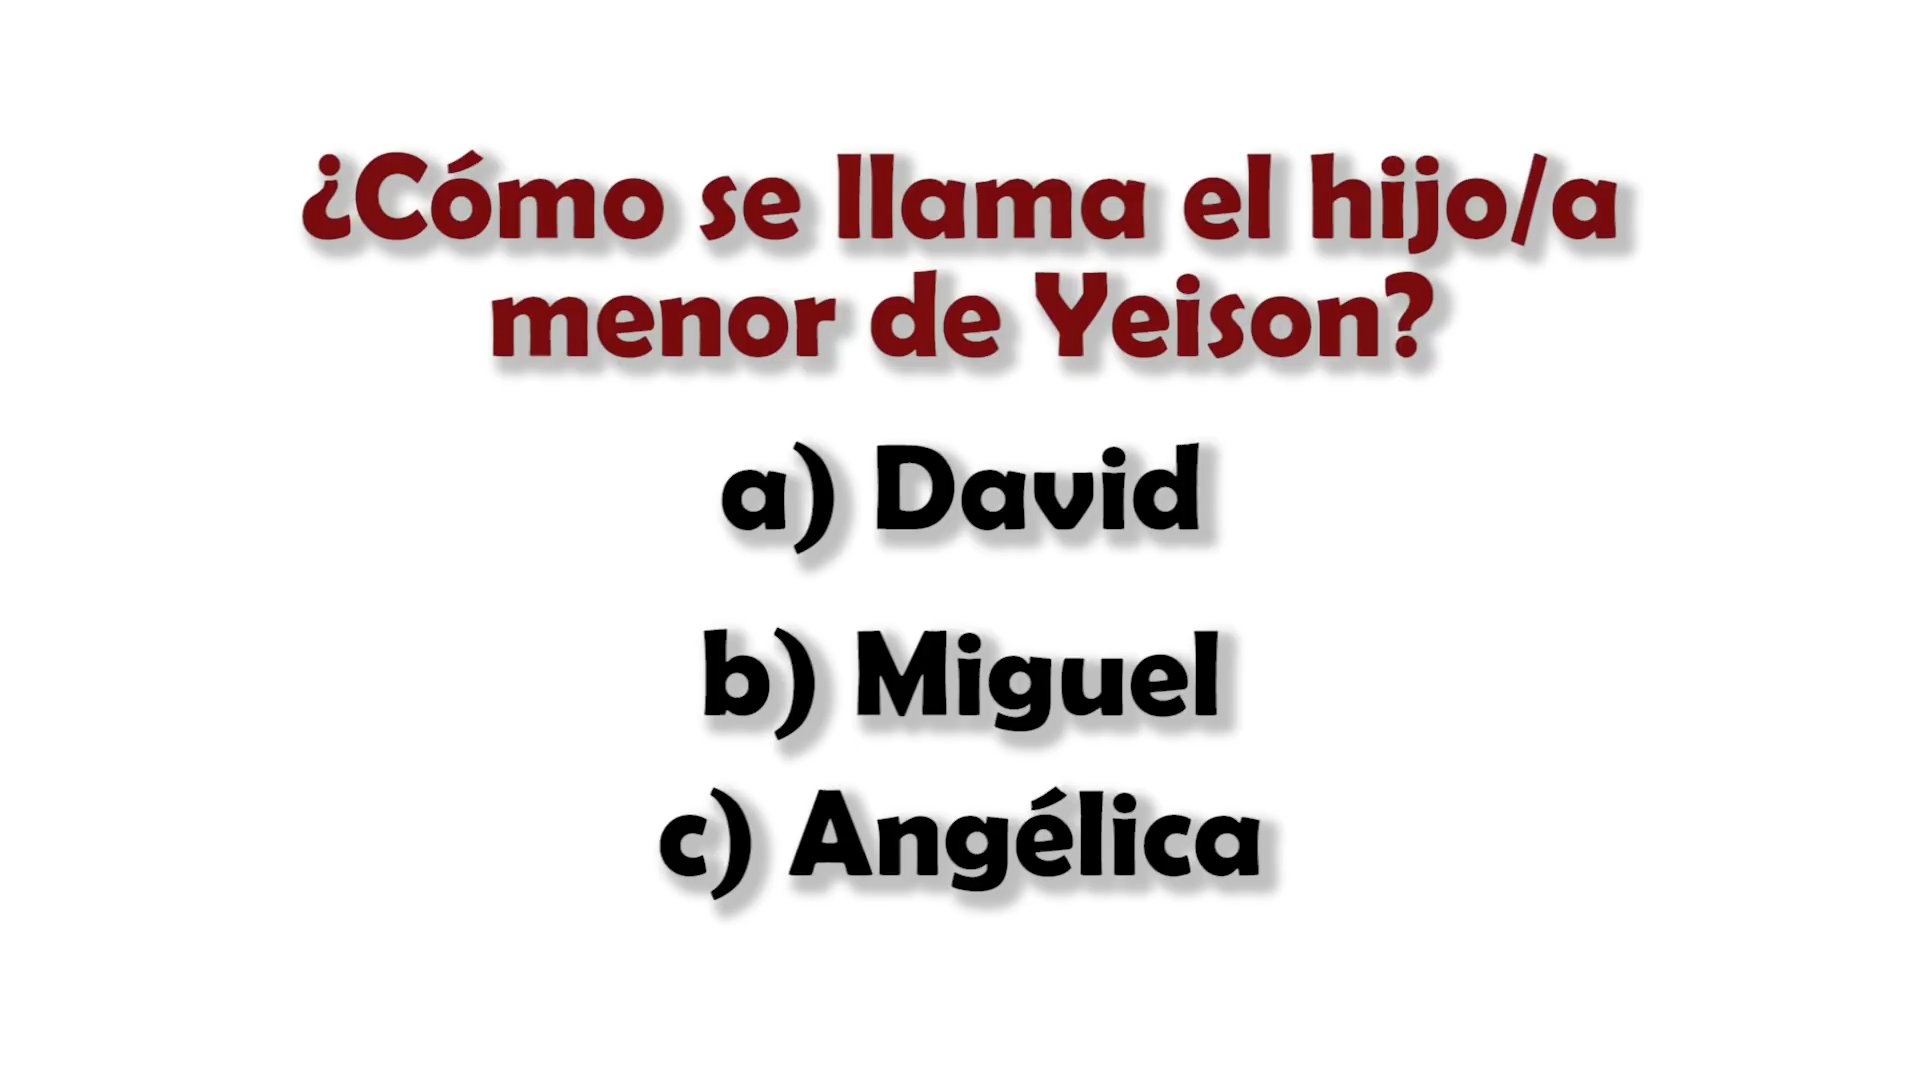 ¿Cómo se llama el hijo/a
menor de Yeison?
a) David
b) Miguel
c) Angélica